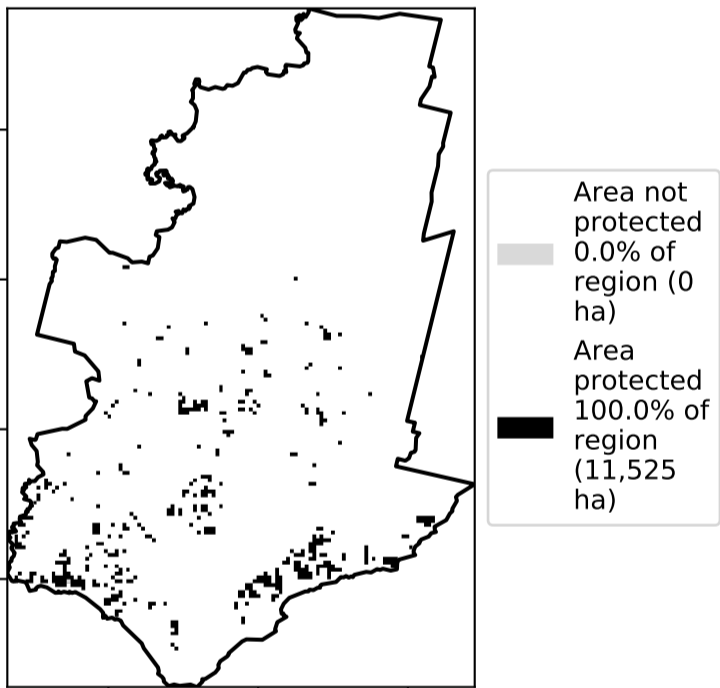 Area not
protected
0.0% of
region (0
ha)
Area
protected
100.0% of
region
(11,525
ha)